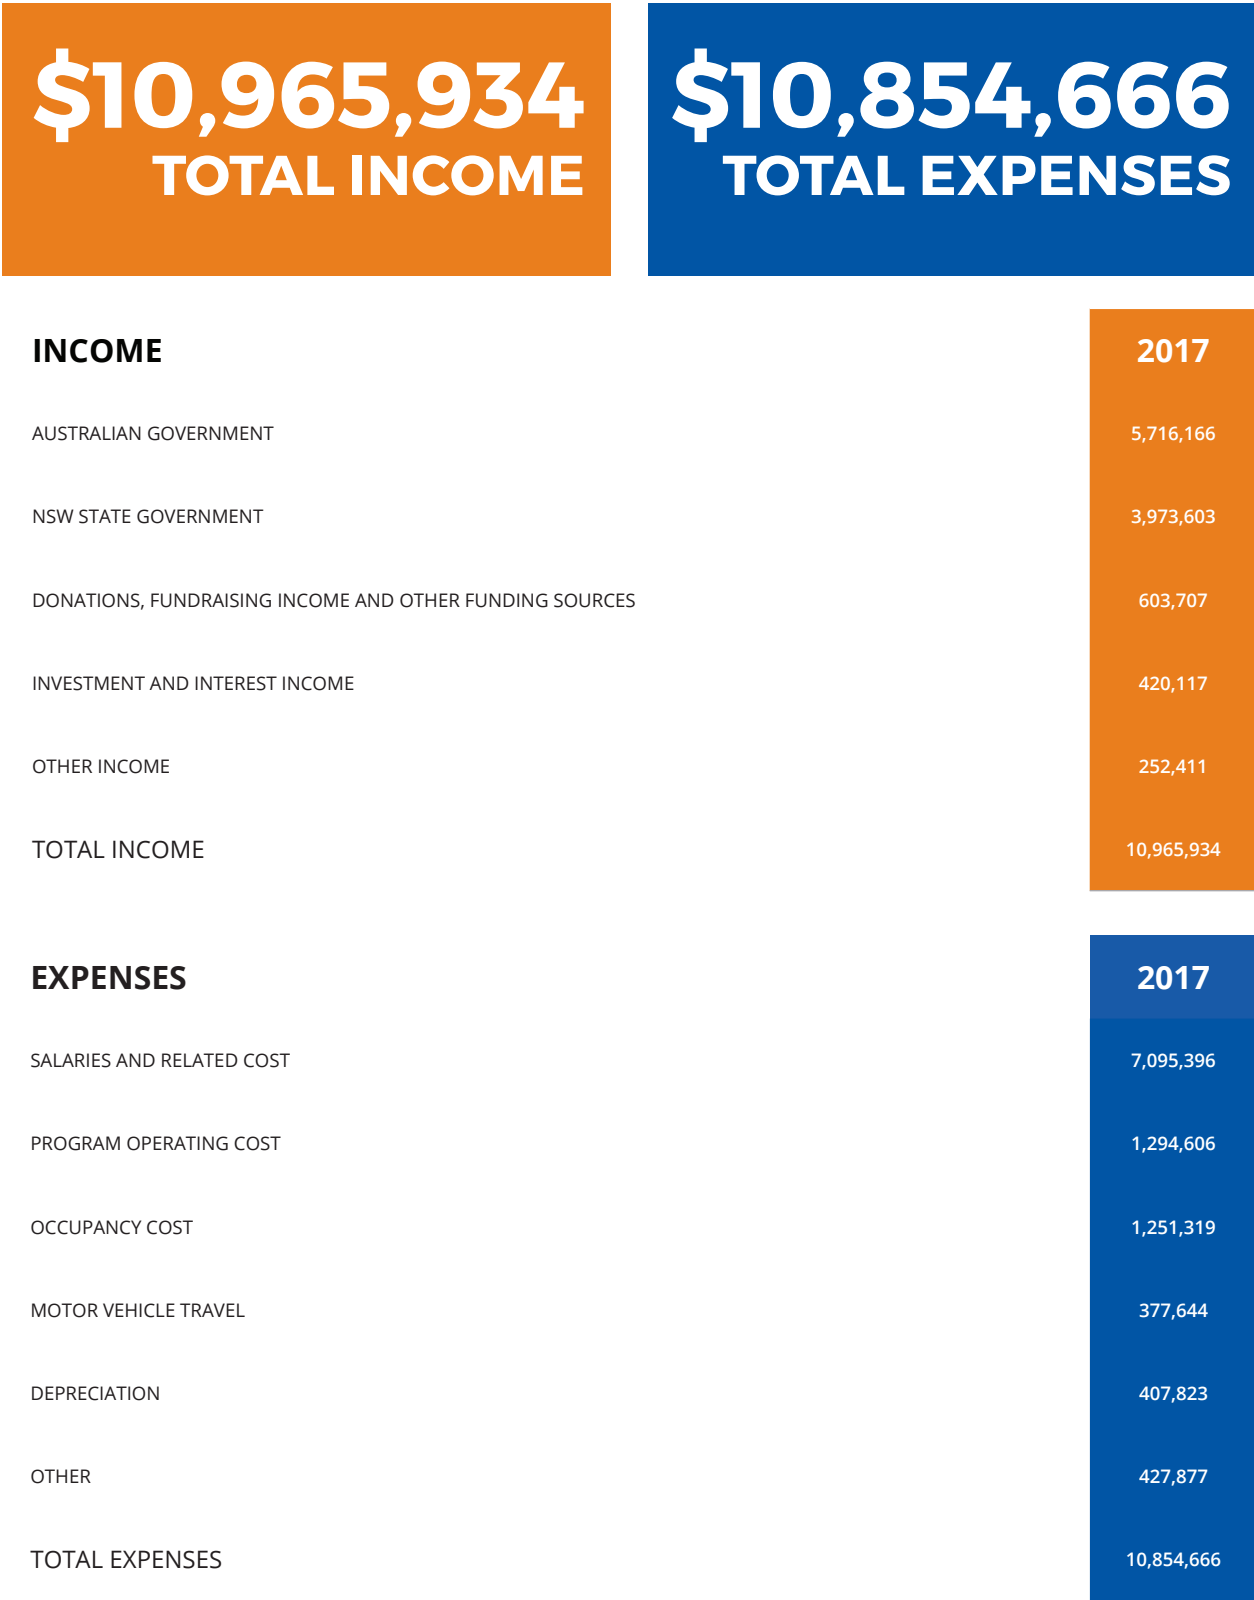 $10,965,934
TOTAL INCOME
$10,854,666
TOTAL EXPENSES
INCOME 2017
AUSTRALIAN GOVERNMENT 5,716,166
NSW STATE GOVERNMENT 3,973,603
DONATIONS, FUNDRAISING INCOME AND OTHER FUNDING SOURCES 603,707
INVESTMENT AND INTEREST INCOME 420,117
OTHER INCOME 252,411
TOTAL INCOME 10,965,934
EXPENSES 2017
SALARIES AND RELATED COST 7,095,396
PROGRAM OPERATING COST 1,294,606
OCCUPANCY COST 1,251,319
MOTOR VEHICLE TRAVEL 377,644
DEPRECIATION 407,823
OTHER 427,877
TOTAL EXPENSES 10,854,666